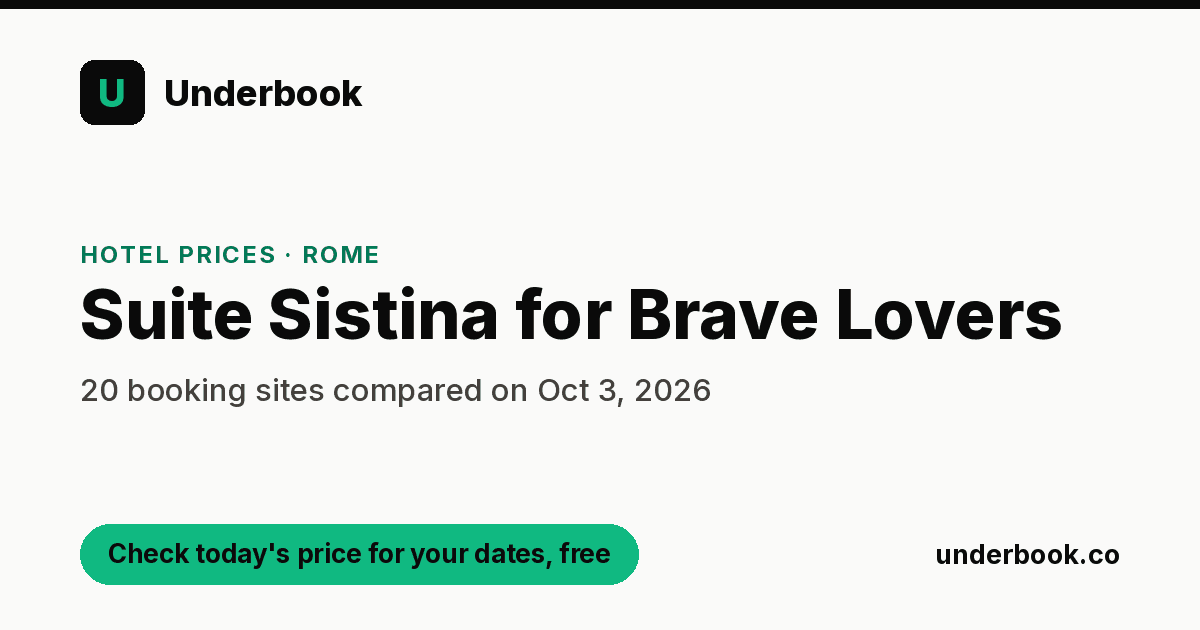 U Underbook
HOTEL PRICES · ROME
Suite Sistina for Brave Lovers
20 booking sites compared on Oct 3, 2026
Check today's price for your dates, free
underbook.co